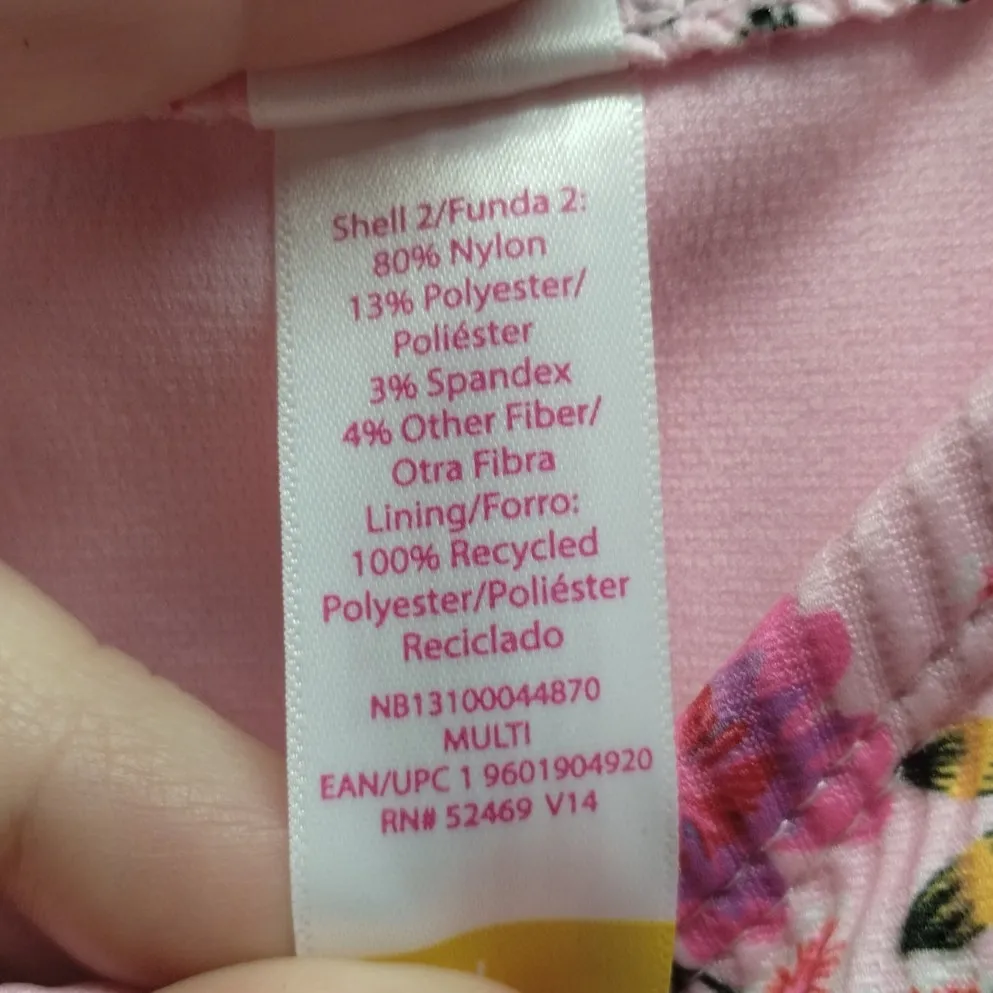 Shell 2/Funda 2:
80% Nylon
13% Polyester/
Poliéster
3% Spandex
4% Other Fiber/
Otra Fibra
Lining/Forro:
100% Recycled
Polyester/Poliéster
Reciclado
NB13100044870
MULTI
EAN/UPC 1 9601904920
RN# 52469 V14